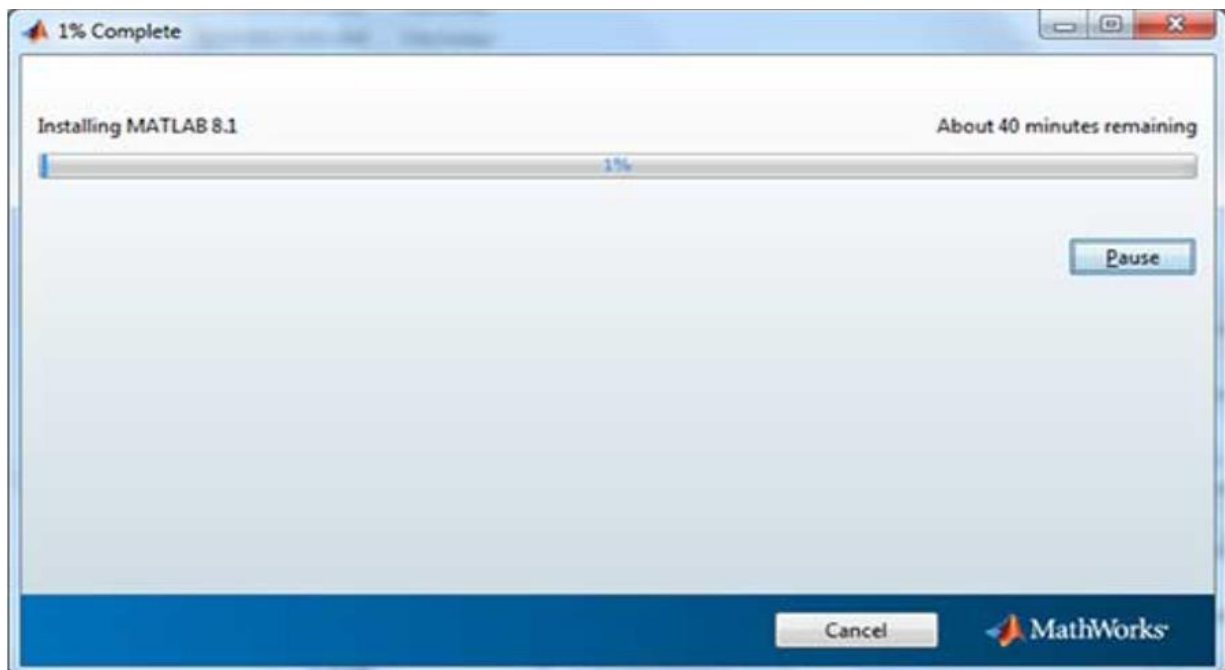 1% Complete
Installing MATLAB 8.1
About 40 minutes remaining
1%
Pause
Cancel
MathWorks